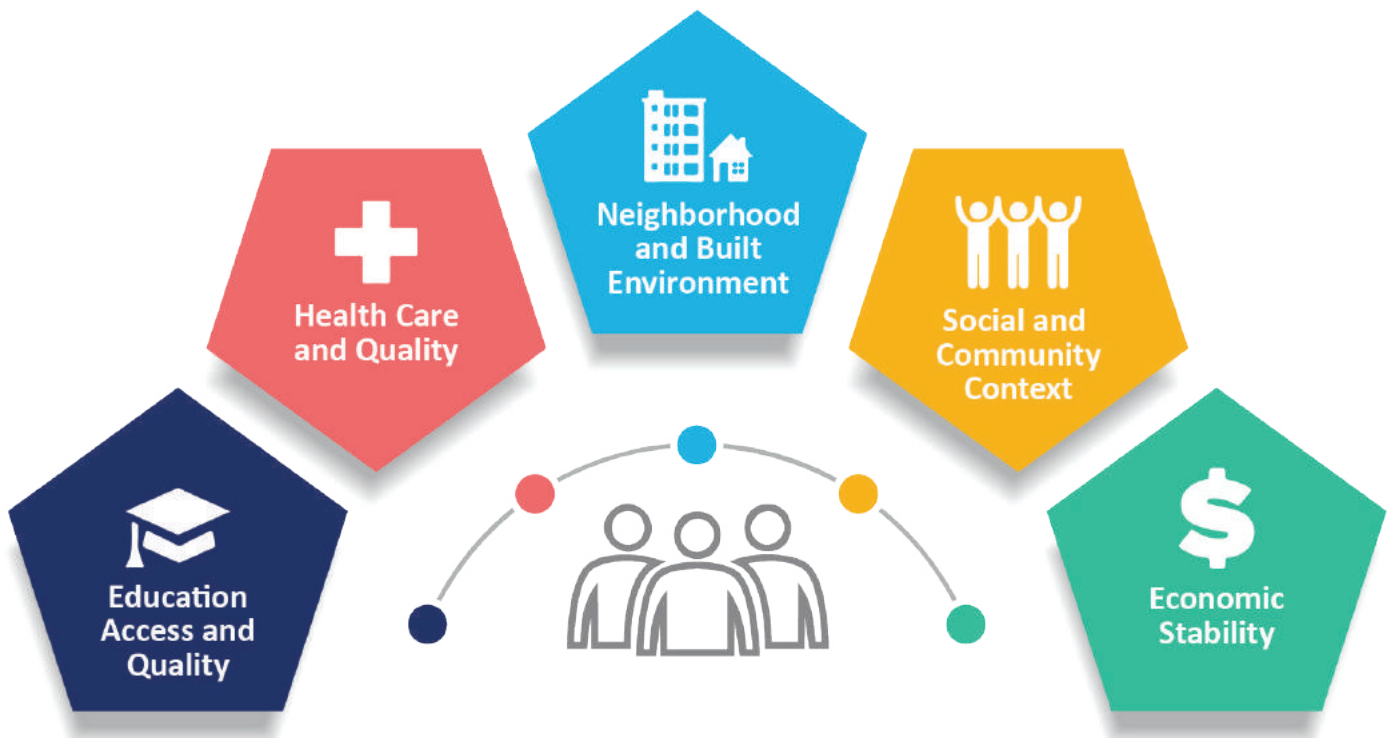 Education
Access and
Quality
Health Care
and Quality
Neighborhood
and Built
Environment
Social and
Community
Context
Economic
Stability